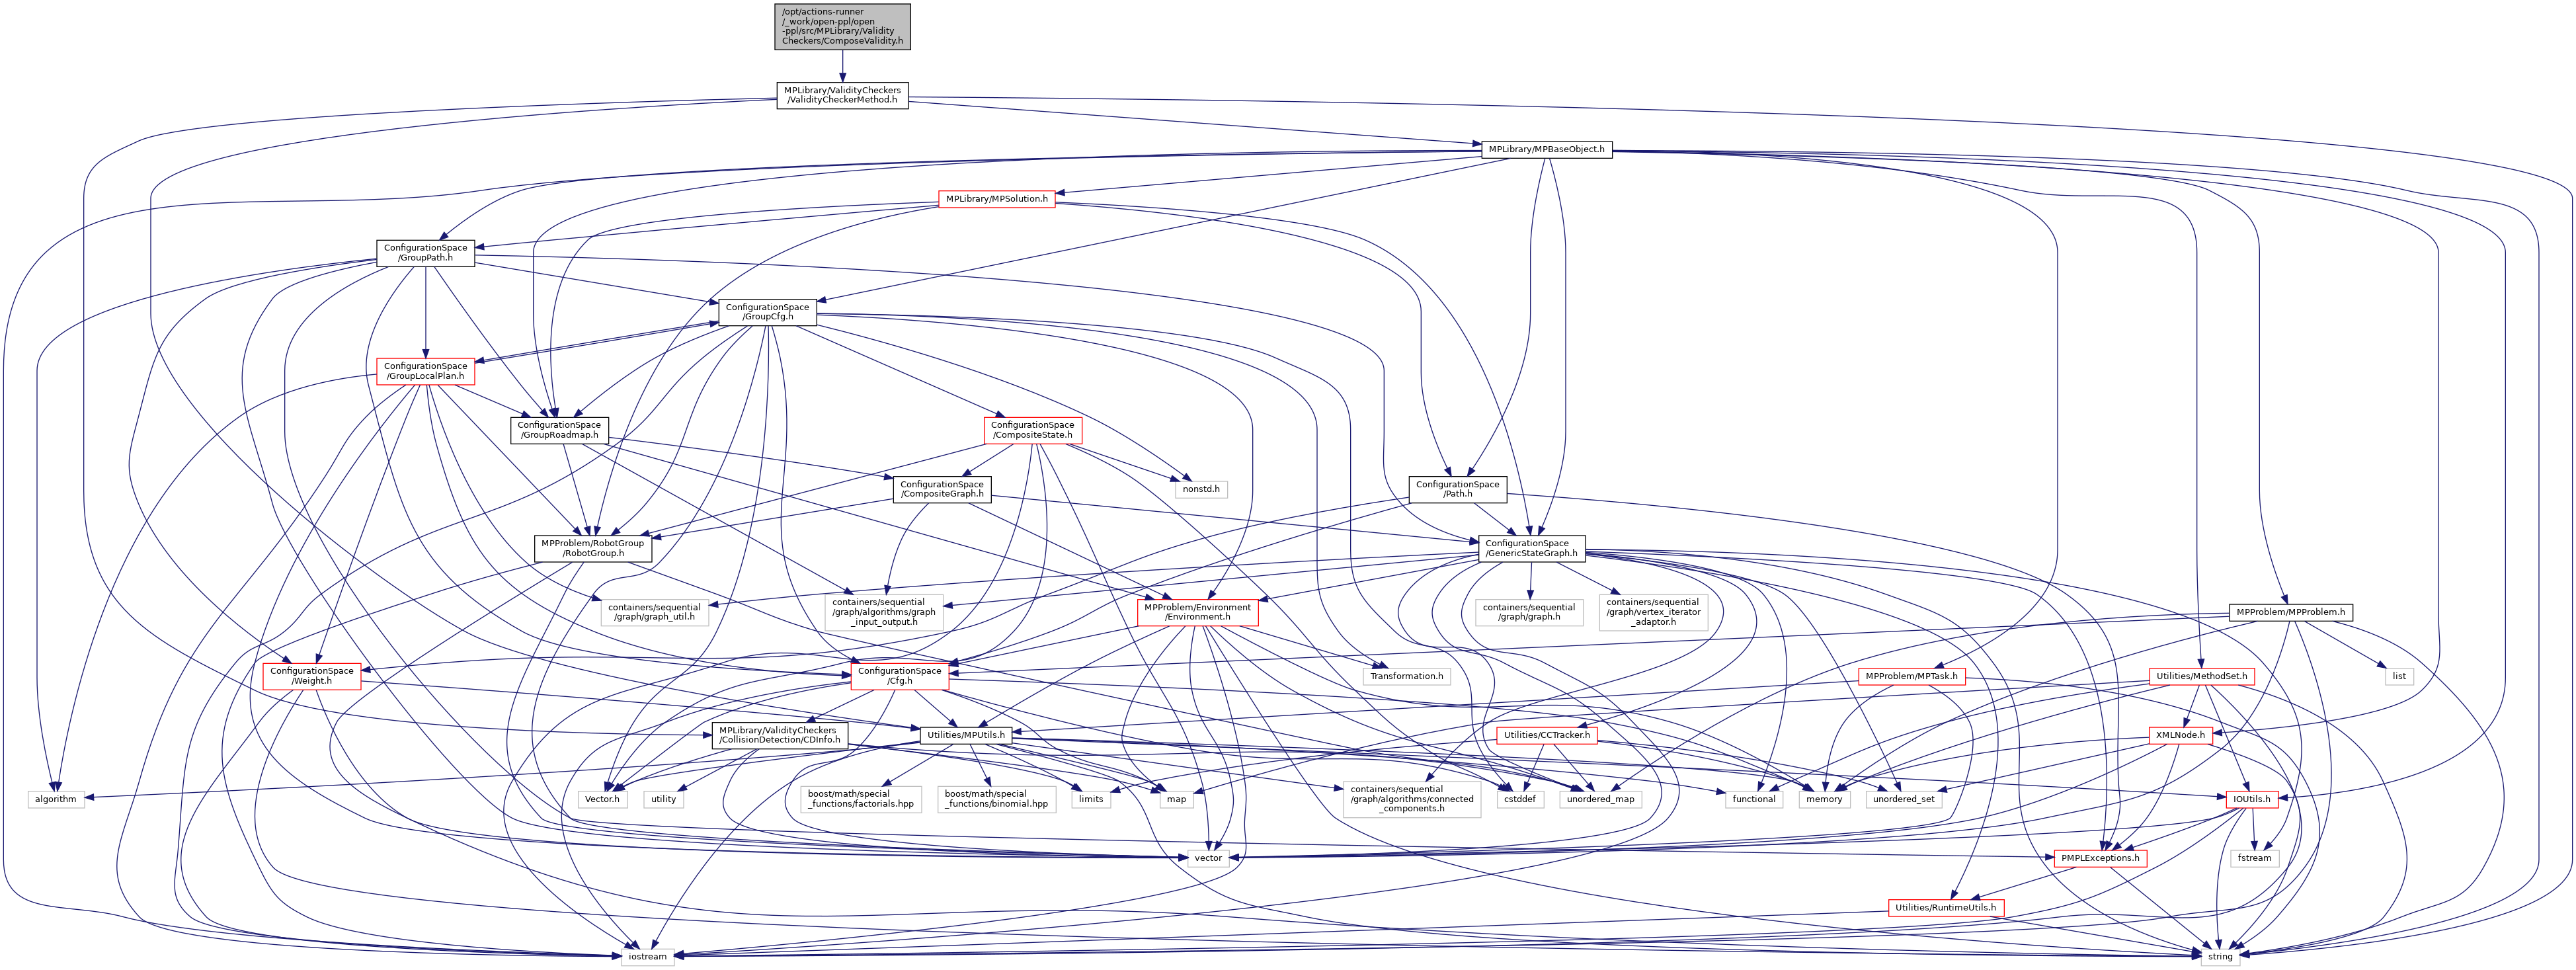 /opt/actions-runner
/_work/open-ppl/open
-ppl/src/MPLibrary/Validity
Checkers/ComposeValidity.h
MPLibrary/ValidityCheckers
/ValidityCheckerMethod.h
MPLibrary/MPBaseObject.h
MPLibrary/MPSolution.h
ConfigurationSpace
/GroupPath.h
ConfigurationSpace
/GroupCfg.h
ConfigurationSpace
/GroupLocalPlan.h
ConfigurationSpace
/GroupRoadmap.h
ConfigurationSpace
/CompositeState.h
ConfigurationSpace
/CompositeGraph.h
nonstd.h
ConfigurationSpace
/Path.h
MPProblem/RobotGroup
/RobotGroup.h
ConfigurationSpace
/GenericStateGraph.h
containers/sequential
/graph/graph_util.h
containers/sequential
/graph/algorithms/graph
_input_output.h
MPProblem/Environment
/Environment.h
containers/sequential
/graph/graph.h
containers/sequential
/graph/vertex_iterator
_adaptor.h
MPProblem/MPProblem.h
ConfigurationSpace
/Weight.h
ConfigurationSpace
/Cfg.h
Transformation.h
MPProblem/MPTask.h
Utilities/MethodSet.h
list
MPLibrary/ValidityCheckers
/CollisionDetection/CDInfo.h
Utilities/MPUtils.h
Utilities/CCTracker.h
XMLNode.h
algorithm
Vector.h
utility
boost/math/special
_functions/factorials.hpp
boost/math/special
_functions/binomial.hpp
limits
map
containers/sequential
/graph/algorithms/connected
_components.h
cstddef
unordered_map
functional
memory
unordered_set
IOUtils.h
vector
PMPLExceptions.h
fstream
Utilities/RuntimeUtils.h
iostream
string